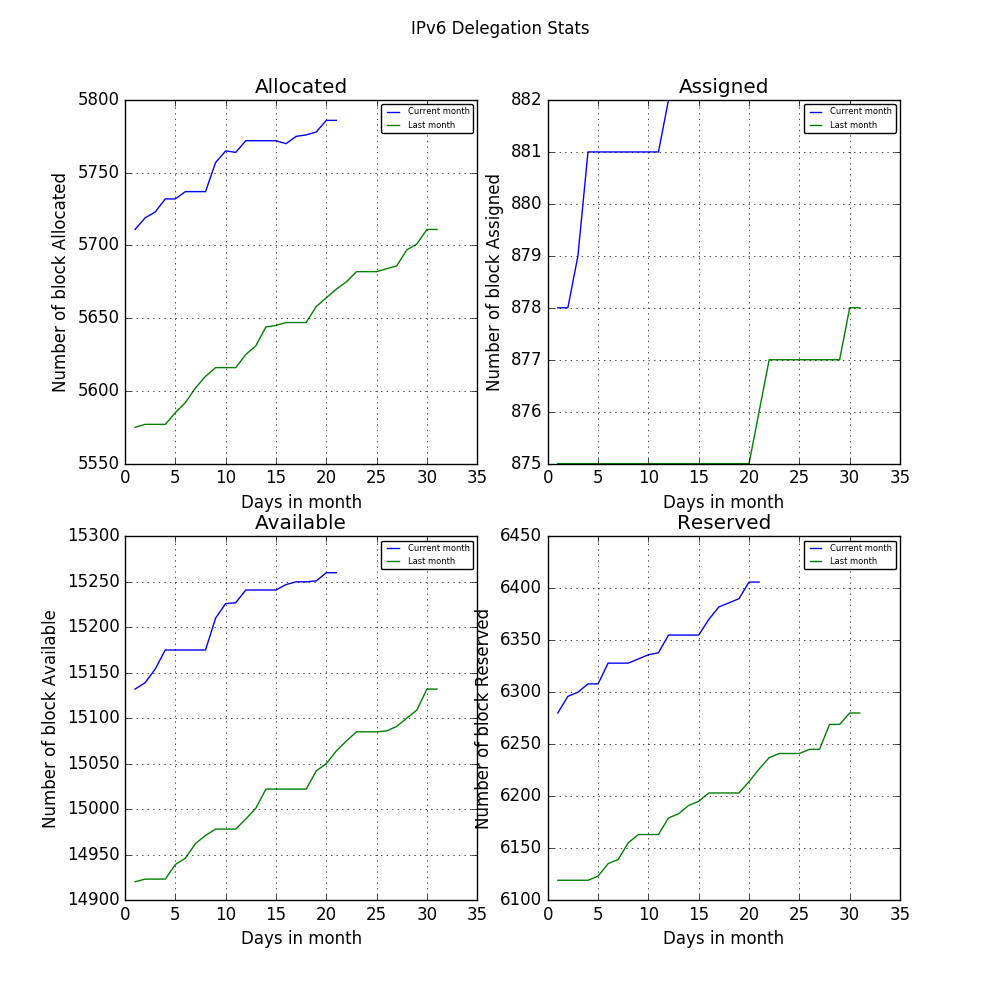 IPv6 Delegation Stats
Allocated
5800
5750
5700
5650
5600
5550
Number of block Allocated
Current month
Last month
0 5 10 15 20 25 30 35
Days in month
Assigned
882
881
880
879
878
877
876
875
Number of block Assigned
Current month
Last month
0 5 10 15 20 25 30 35
Days in month
Available
15300
15250
15200
15150
15100
15050
15000
14950
14900
Number of block Available
Current month
Last month
0 5 10 15 20 25 30 35
Days in month
Reserved
6450
6400
6350
6300
6250
6200
6150
6100
Number of block Reserved
Current month
Last month
0 5 10 15 20 25 30 35
Days in month